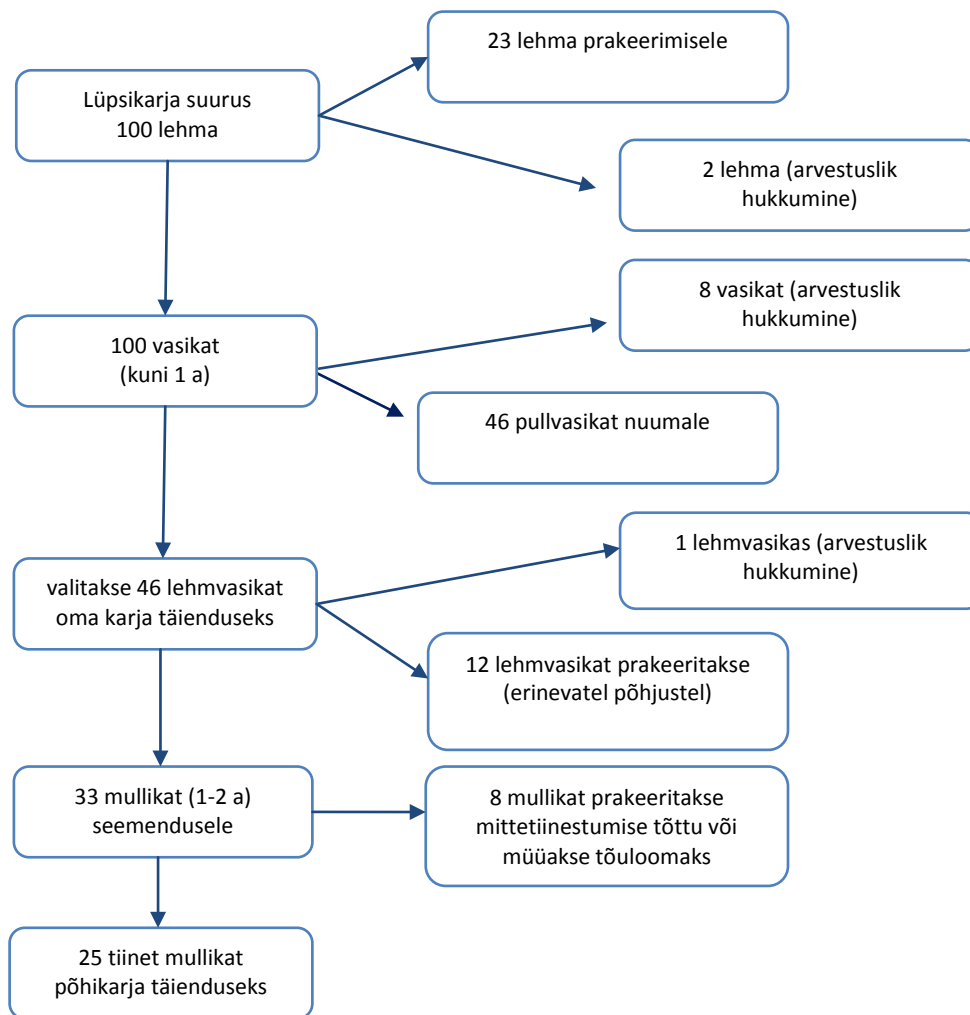 23 lehma prakeerimisele
Lüpsikarja suurus
100 lehma
2 lehma (arvestuslik
hukkumine)
8 vasikat (arvestuslik
hukkumine)
100 vasikat
(kuni 1 a)
46 pullvasikat nuumale
1 lehmvasikas (arvestuslik
hukkumine)
valitakse 46 lehmvasikat
oma karja täienduseks
12 lehmvasikat prakeeritakse
(erinevatel põhjustel)
33 mullikat (1-2 a)
seemendusele
8 mullikat prakeeritakse
mittetiinestumise tõttu või
müüakse tõuloomaks
25 tiinet mullikat
põhikarja täienduseks